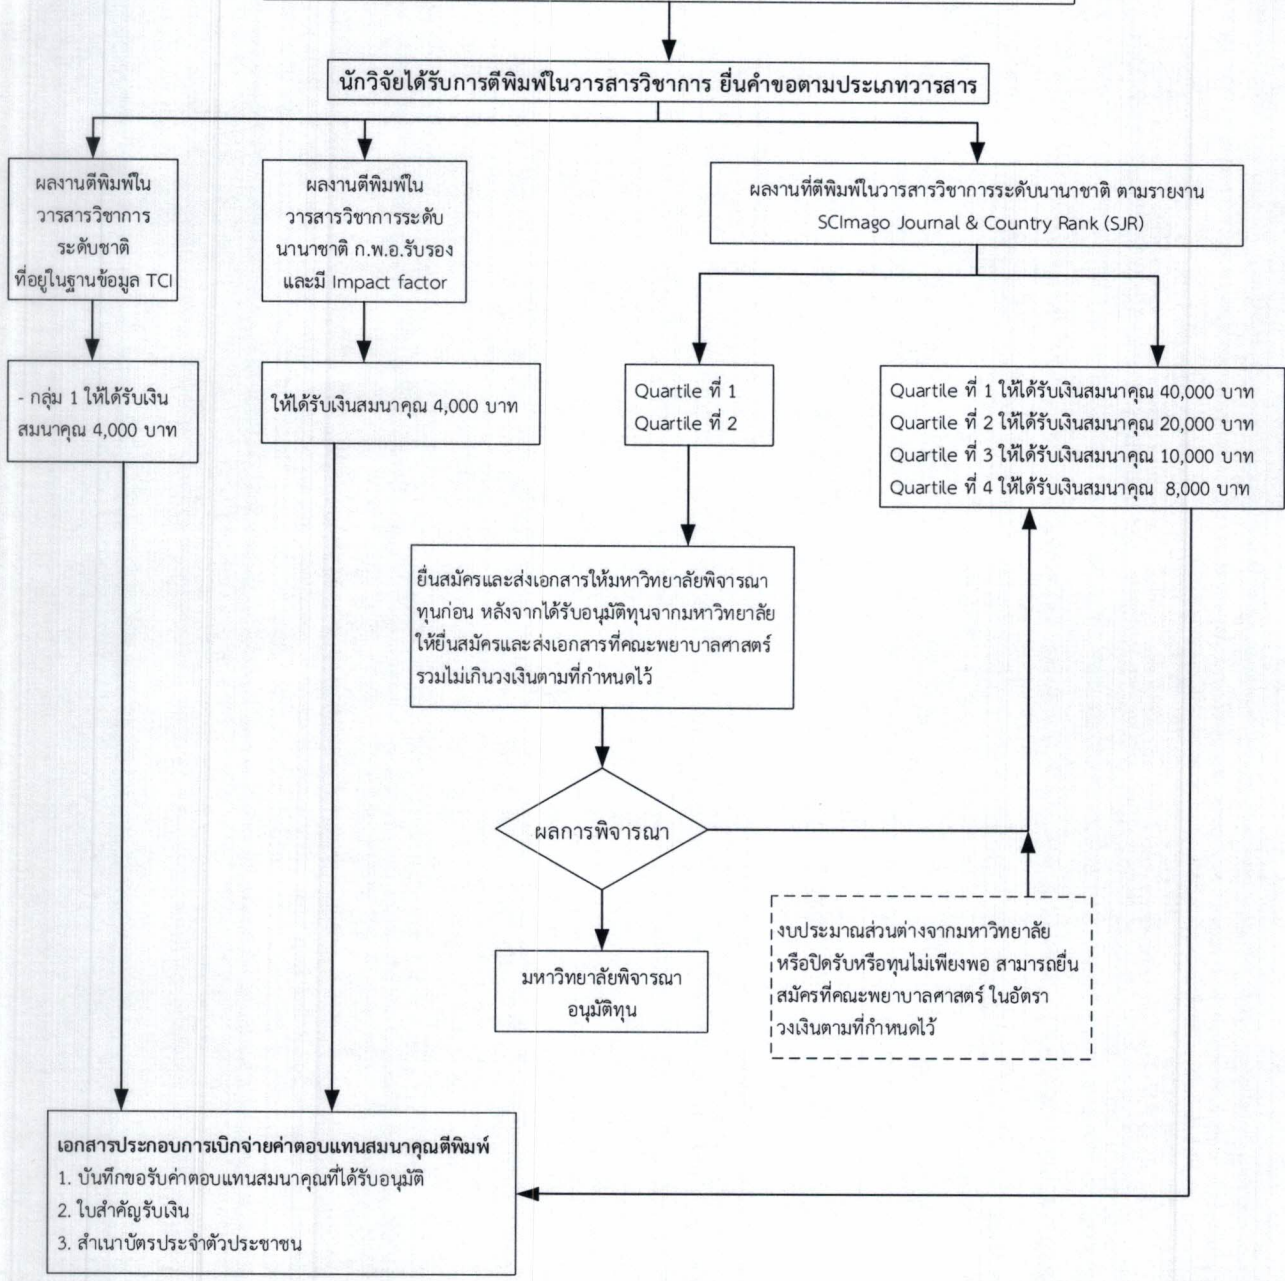 นักวิจัยได้รับการตีพิมพ์ในวารสารวิชาการ ยื่นคำขอตามประเภทวารสาร
ผลงานตีพิมพ์ใน
วารสารวิชาการ
ระดับชาติ
ที่อยู่ในฐานข้อมูล TCI
ผลงานตีพิมพ์ใน
วารสารวิชาการระดับ
นานาชาติ ก.พ.อ.รับรอง
และมี Impact factor
ผลงานที่ตีพิมพ์ในวารสารวิชาการระดับนานาชาติ ตามรายงาน
SCImago Journal & Country Rank (SJR)
- กลุ่ม 1 ให้ได้รับเงิน
สมนาคุณ 4,000 บาท
ให้ได้รับเงินสมนาคุณ 4,000 บาท
Quartile ที่ 1
Quartile ที่ 2
Quartile ที่ 1 ให้ได้รับเงินสมนาคุณ 40,000 บาท
Quartile ที่ 2 ให้ได้รับเงินสมนาคุณ 20,000 บาท
Quartile ที่ 3 ให้ได้รับเงินสมนาคุณ 10,000 บาท
Quartile ที่ 4 ให้ได้รับเงินสมนาคุณ 8,000 บาท
ยื่นสมัครและส่งเอกสารให้มหาวิทยาลัยพิจารณา
ทุนก่อน หลังจากได้รับอนุมัติทุนจากมหาวิทยาลัย
ให้ยื่นสมัครและส่งเอกสารที่คณะพยาบาลศาสตร์
รวมไม่เกินวงเงินตามที่กำหนดไว้
ผลการพิจารณา
มหาวิทยาลัยพิจารณา
อนุมัติทุน
งบประมาณส่วนต่างจากมหาวิทยาลัย
หรือปิดรับหรือทุนไม่เพียงพอ สามารถยื่น
สมัครที่คณะพยาบาลศาสตร์ ในอัตรา
วงเงินตามที่กำหนดไว้
เอกสารประกอบการเบิกจ่ายค่าตอบแทนสมนาคุณตีพิมพ์
1. บันทึกขอรับค่าตอบแทนสมนาคุณที่ได้รับอนุมัติ
2. ใบสำคัญรับเงิน
3. สำเนาบัตรประจำตัวประชาชน